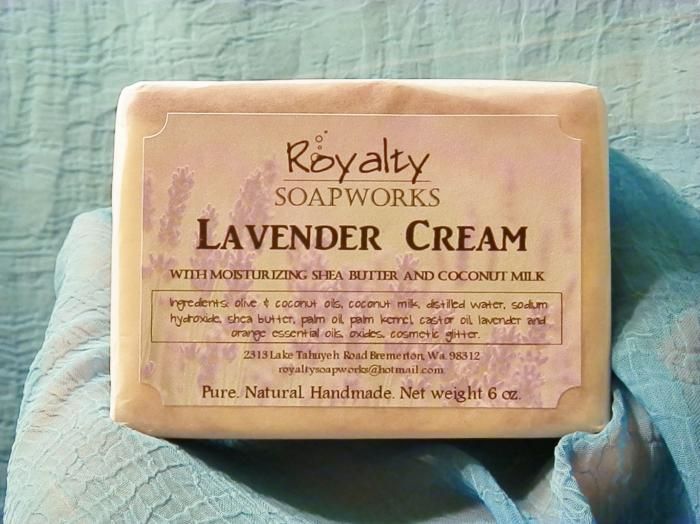 Royalty
SOAPWORKS
LAVENDER CREAM
WITH MOISTURIZING SHEA BUTTER AND COCONUT MILK
Ingredients: olive & coconut oils, coconut milk, distilled water, sodium
hydroxide, shea butter, palm oil, palm kernel, castor oil, lavender and
orange essential oils, oxides, cosmetic glitter.
2313 Lake Tahuyeh Road Bremerton, Wa. 98312
royaltysoapworks@hotmail.com
Pure. Natural. Handmade. Net weight 6 oz.